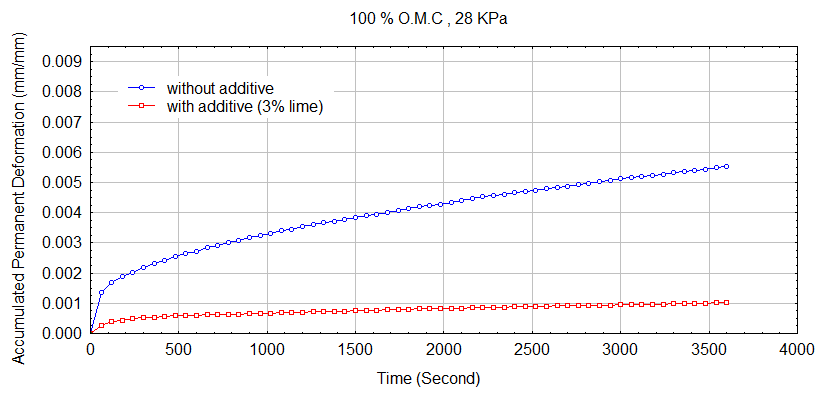 100 % O.M.C , 28 KPa
Accumulated Permanent Deformation (mm/mm)
0.009
0.008
0.007
0.006
0.005
0.004
0.003
0.002
0.001
0.000
without additive
with additive (3% lime)
0 500 1000 1500 2000 2500 3000 3500 4000
Time (Second)